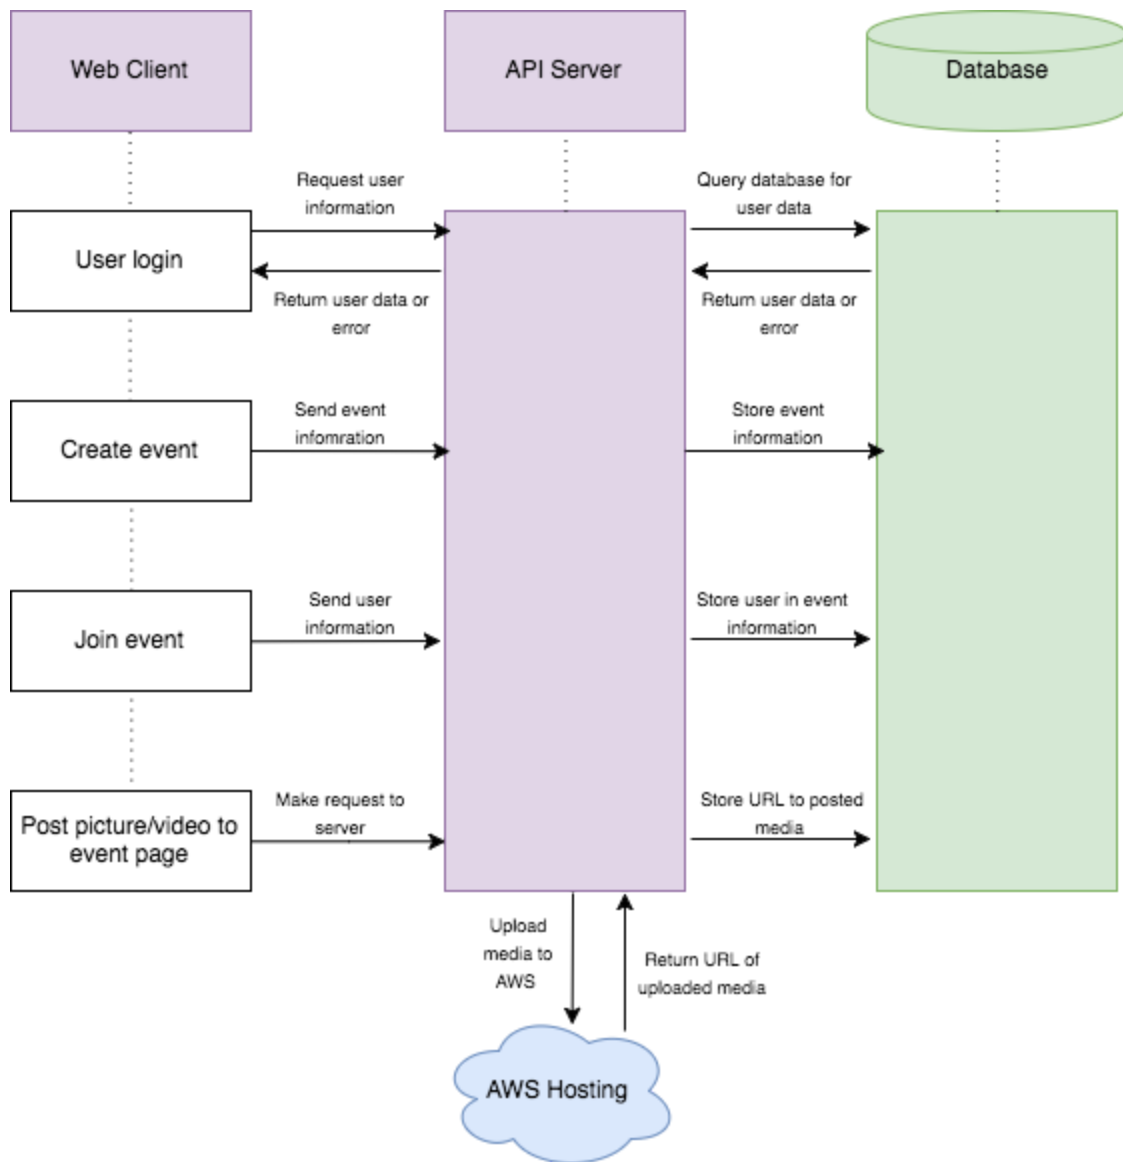 Web Client
API Server
Database
Request user
information
Query database for
user data
User login
Return user data or
error
Return user data or
error
Send event
infomration
Store event
information
Create event
Send user
information
Store user in event
information
Join event
Make request to
server
Store URL to posted
media
Post picture/video to
event page
Upload
media to
AWS
Return URL of
uploaded media
AWS Hosting